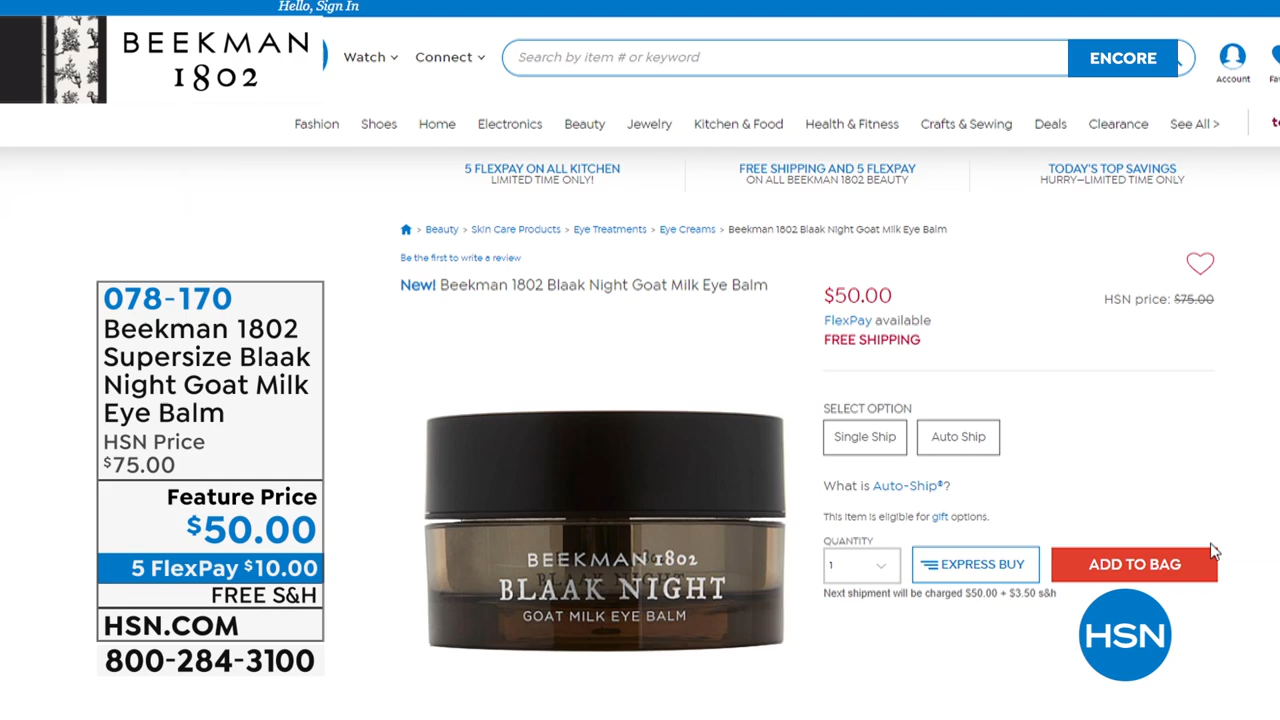 Hello, Sign In
BEEKMAN
1802
Watch
Connect
Search by item # or keyword
ENCORE
Account
Fashion
Shoes
Home
Electronics
Beauty
Jewelry
Kitchen & Food
Health & Fitness
Crafts & Sewing
Deals
Clearance
See All >
5 FLEXPAY ON ALL KITCHEN
LIMITED TIME ONLY!
FREE SHIPPING AND 5 FLEXPAY
ON ALL BEEKMAN 1802 BEAUTY
TODAY'S TOP SAVINGS
HURRY—LIMITED TIME ONLY
> Beauty > Skin Care Products > Eye Treatments > Eye Creams > Beekman 1802 Blaak Night Goat Milk Eye Balm
Be the first to write a review
New! Beekman 1802 Blaak Night Goat Milk Eye Balm
$50.00
HSN price: $75.00
FlexPay available
FREE SHIPPING
SELECT OPTION
Single Ship
Auto Ship
What is Auto-Ship®?
This item is eligible for gift options.
QUANTITY
1
EXPRESS BUY
ADD TO BAG
Next shipment will be charged $50.00 + $3.50 s&h
HSN
078-170
Beekman 1802
Supersize Blaak
Night Goat Milk
Eye Balm
HSN Price
$75.00
Feature Price
$50.00
5 FlexPay $10.00
FREE S&H
HSN.COM
800-284-3100
BEEKMAN 1802
BLAAK NIGHT
GOAT MILK EYE BALM